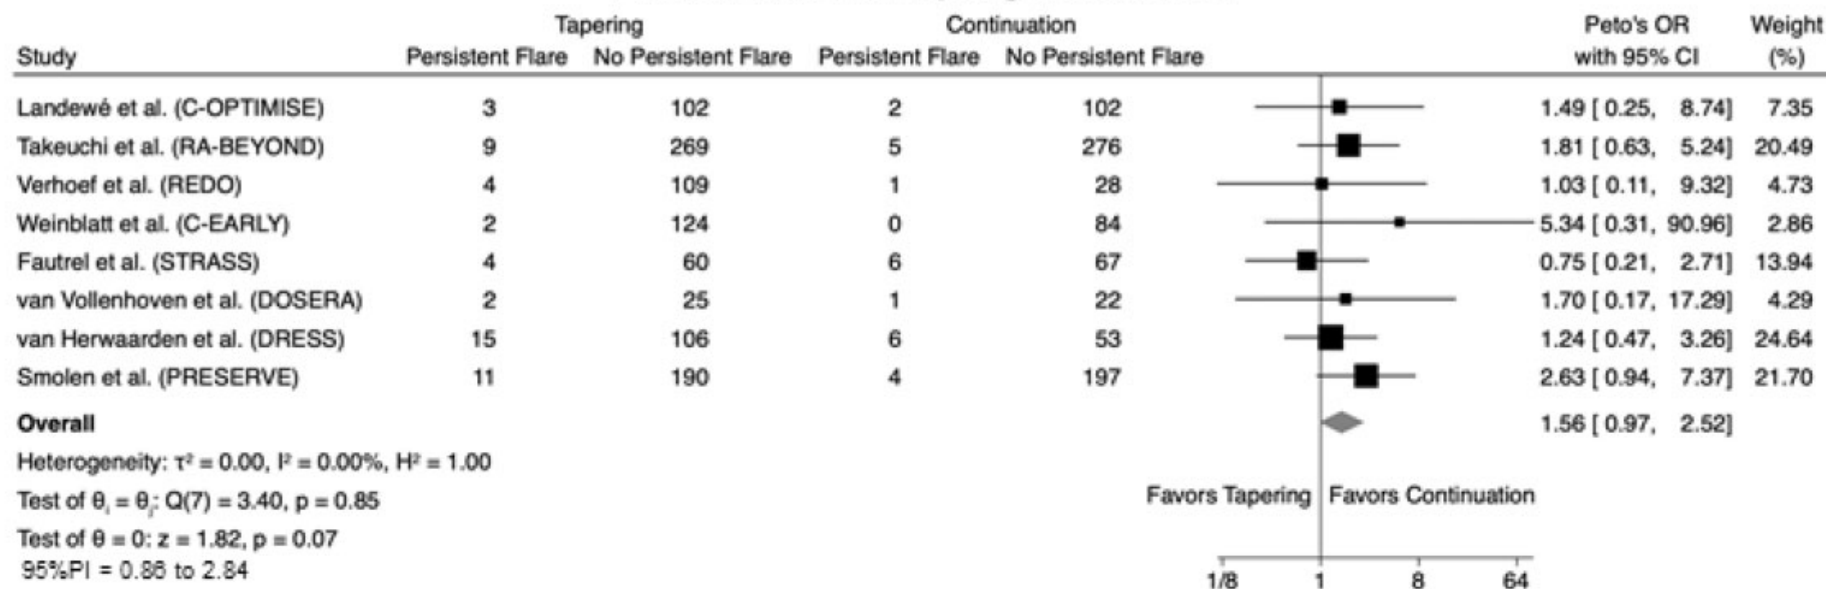 Tapering Continuation Peto's OR Weight
Study Persistent Flare No Persistent Flare Persistent Flare No Persistent Flare with 95% CI (%)
Landewé et al. (C-OPTIMISE) 3 102 2 102 1.49 [ 0.25, 8.74] 7.35
Takeuchi et al. (RA-BEYOND) 9 269 5 276 1.81 [ 0.63, 5.24] 20.49
Verhoef et al. (REDO) 4 109 1 28 1.03 [ 0.11, 9.32] 4.73
Weinblatt et al. (C-EARLY) 2 124 0 84 5.34 [ 0.31, 90.96] 2.86
Fautrel et al. (STRASS) 4 60 6 67 0.75 [ 0.21, 2.71] 13.94
van Vollenhoven et al. (DOSERA) 2 25 1 22 1.70 [ 0.17, 17.29] 4.29
van Herwaarden et al. (DRESS) 15 106 6 53 1.24 [ 0.47, 3.26] 24.64
Smolen et al. (PRESERVE) 11 190 4 197 2.63 [ 0.94, 7.37] 21.70
Overall 1.56 [ 0.97, 2.52]
Heterogeneity: τ² = 0.00, I² = 0.00%, H² = 1.00
Favors Tapering Favors Continuation
Test of θᵢ = θⱼ: Q(7) = 3.40, p = 0.85
Test of θ = 0: z = 1.82, p = 0.07
95%PI = 0.86 to 2.84
1/8 1 8 64